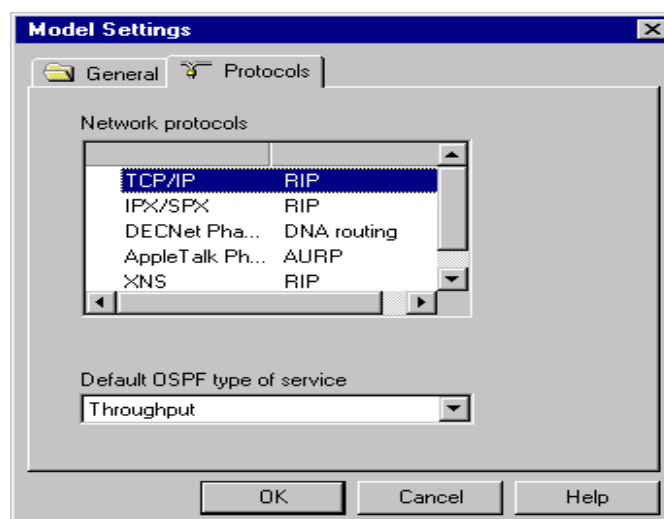 Model Settings
General Protocols
Network protocols
TCP/IP RIP
IPX/SPX RIP
DECNet Pha... DNA routing
AppleTalk Ph... AURP
XNS RIP
Default OSPF type of service
Throughput
OK Cancel Help